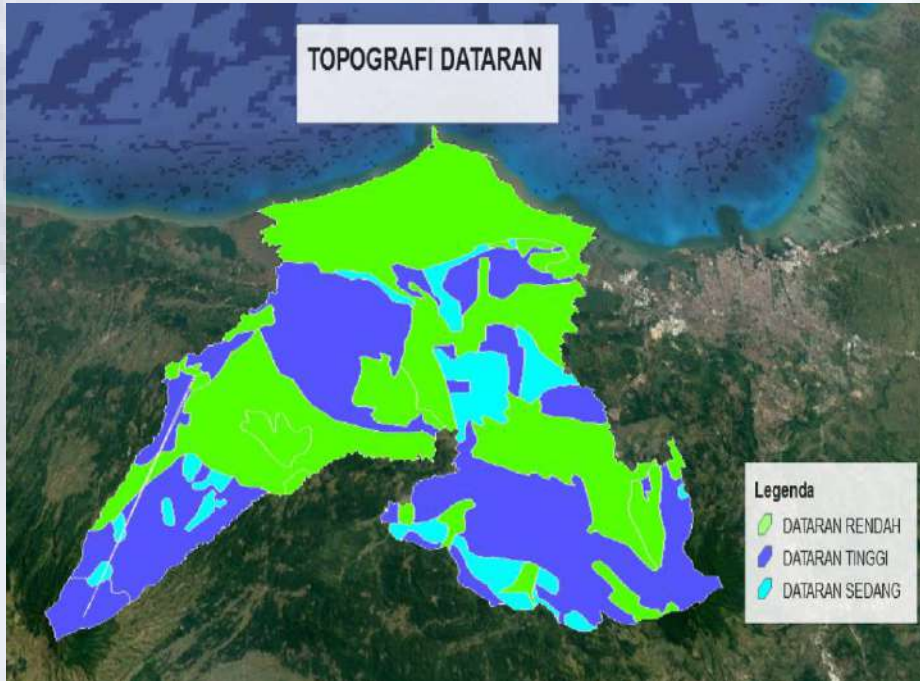 TOPOGRAFI DATARAN
Legenda
DATARAN RENDAH
DATARAN TINGGI
DATARAN SEDANG